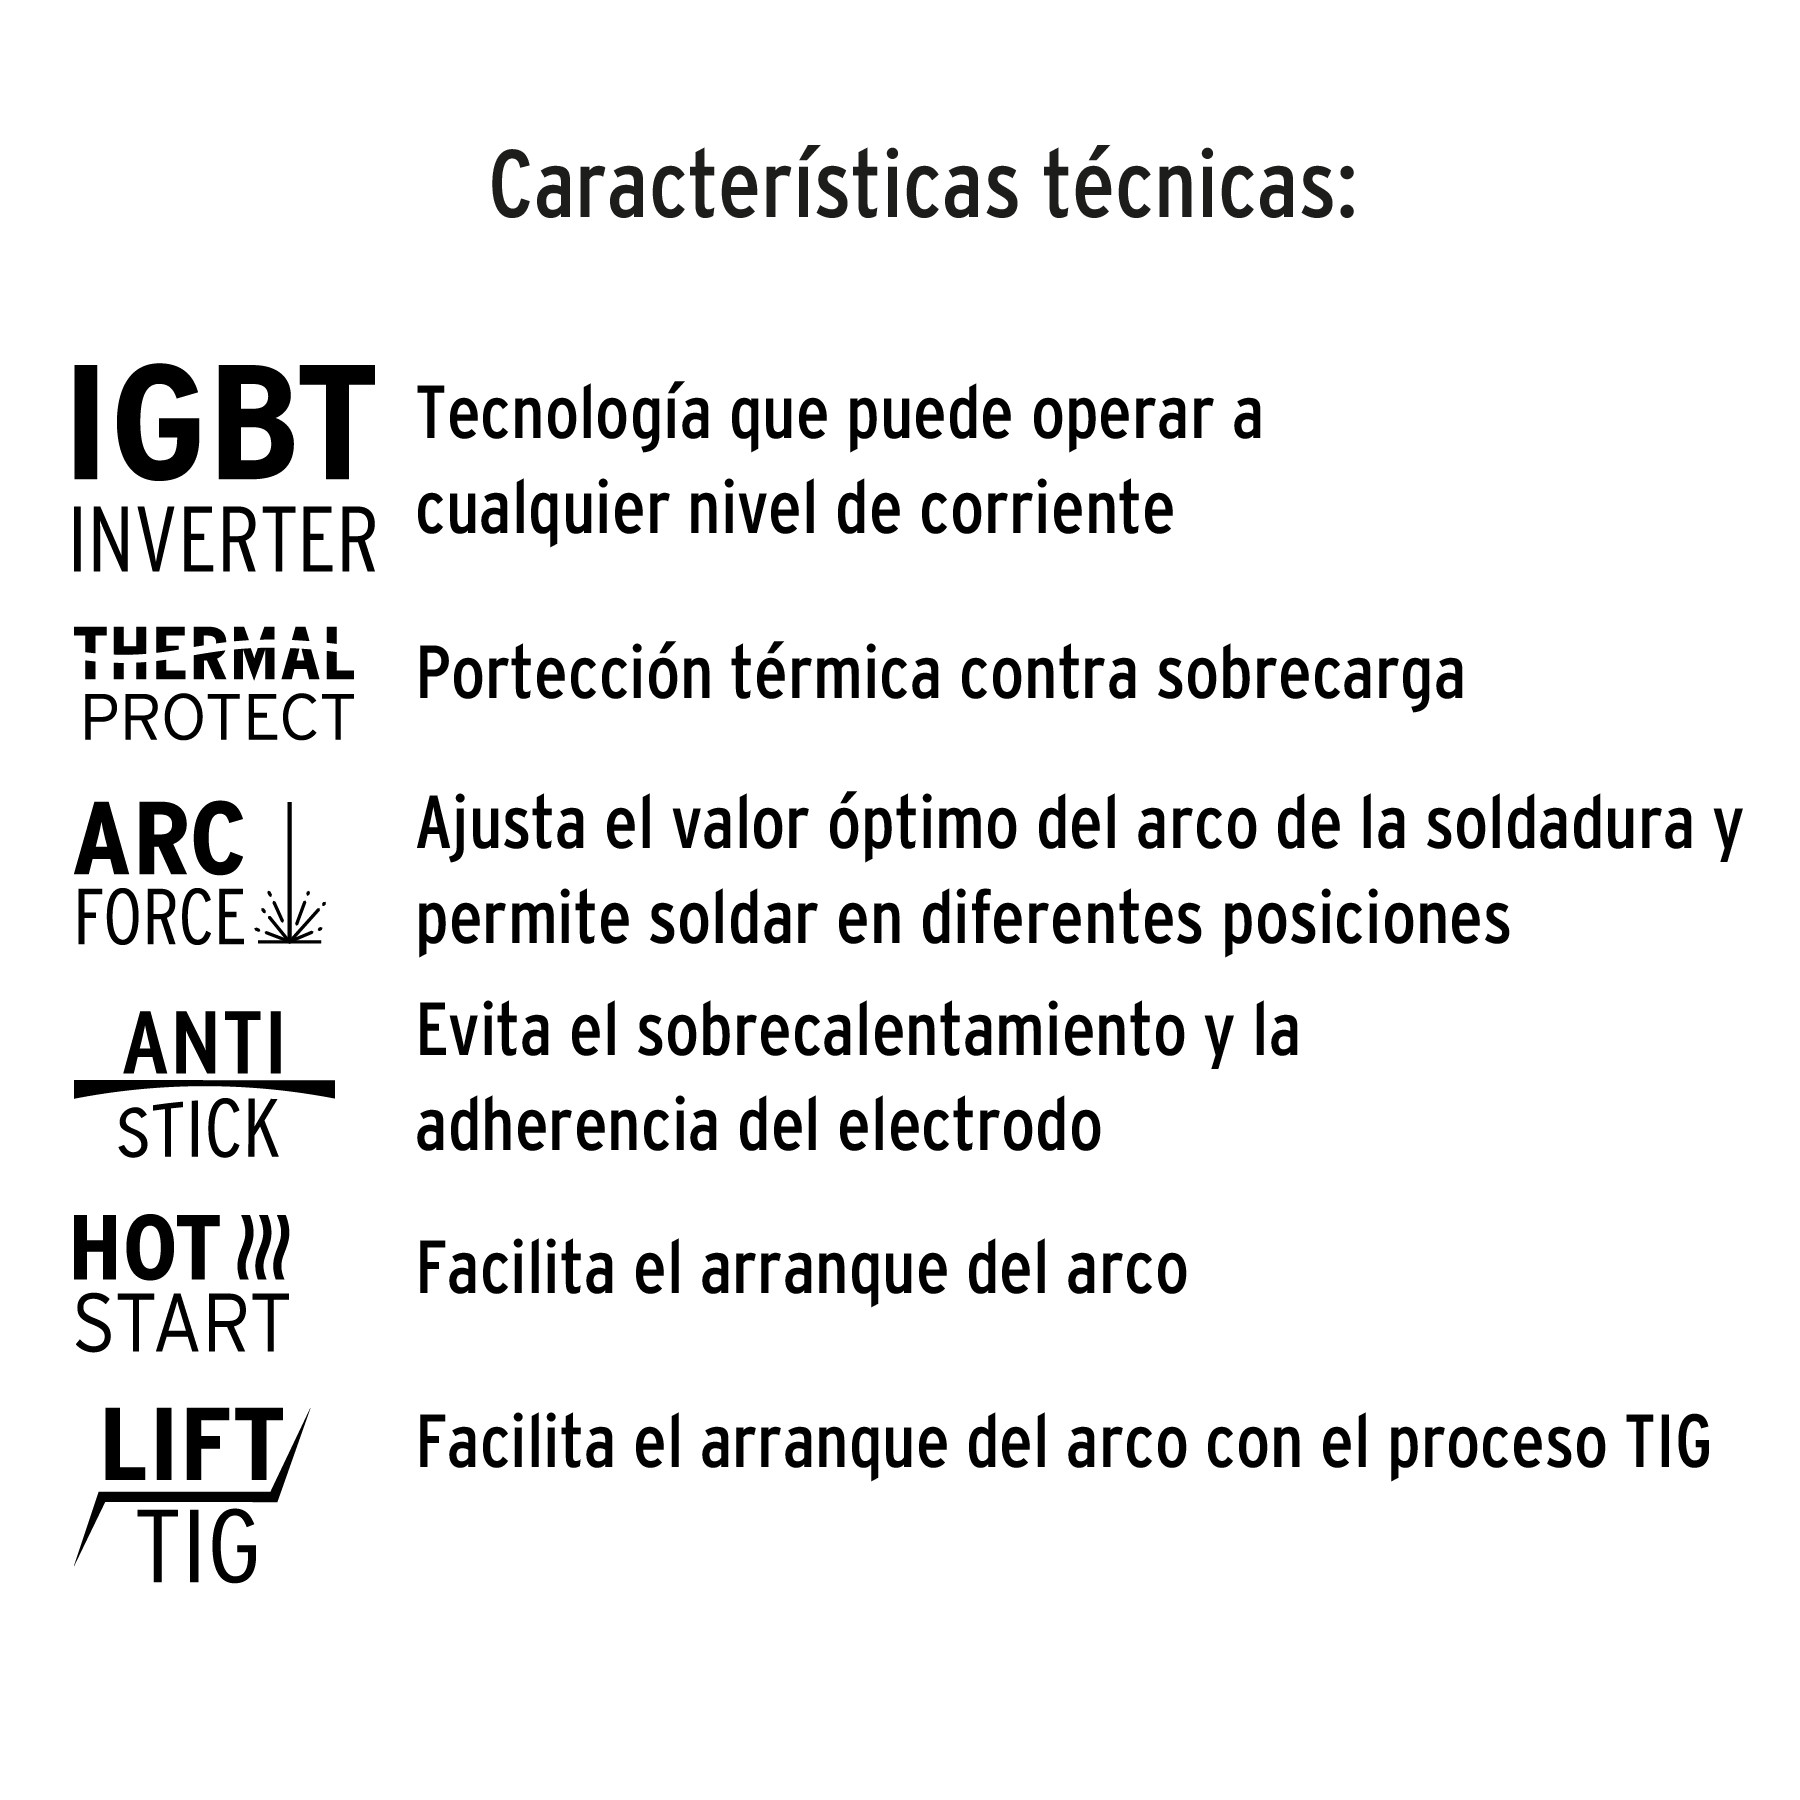 Características técnicas:
IGBT
INVERTER
Tecnología que puede operar a
cualquier nivel de corriente
THERMAL
PROTECT
Portección térmica contra sobrecarga
ARC
FORCE
Ajusta el valor óptimo del arco de la soldadura y
permite soldar en diferentes posiciones
ANTI
STICK
Evita el sobrecalentamiento y la
adherencia del electrodo
HOT
START
Facilita el arranque del arco
LIFT
TIG
Facilita el arranque del arco con el proceso TIG